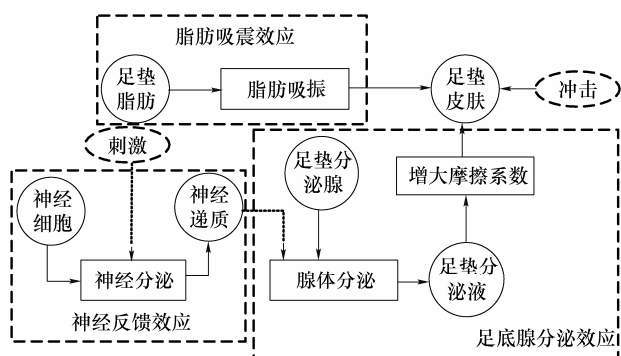 脂肪吸震效应
足垫
脂肪
脂肪吸振
足垫
皮肤
冲击
刺激
足垫分
泌腺
增大摩擦系数
神经
细胞
神经
递质
神经分泌
腺体分泌
足垫分
泌液
神经反馈效应
足底腺分泌效应